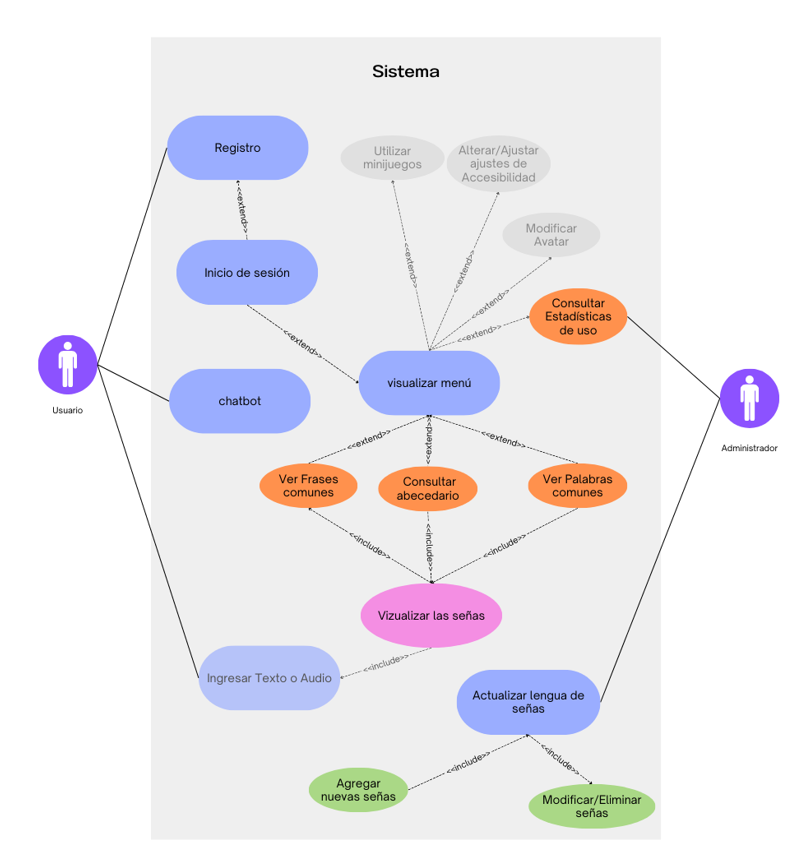 Sistema
Registro
Utilizar
minijuegos
Alterar/Ajustar
ajustes de
Accesibilidad
<<extend>>
Modificar
Avatar
Inicio de sesión
<<extend>>
<<extend>>
<<extend>>
Consultar
Estadísticas
de uso
<<extend>>
<<extend>>
visualizar menú
Usuario
chatbot
Administrador
<<extend>>
<<extend>>
<<extend>>
Ver Frases
comunes
Consultar
abecedario
Ver Palabras
comunes
<<include>>
<<include>>
<<include>>
Vizualizar las señas
<<include>>
Ingresar Texto o Audio
Actualizar lengua de
señas
<<include>>
<<include>>
Agregar
nuevas señas
Modificar/Eliminar
señas